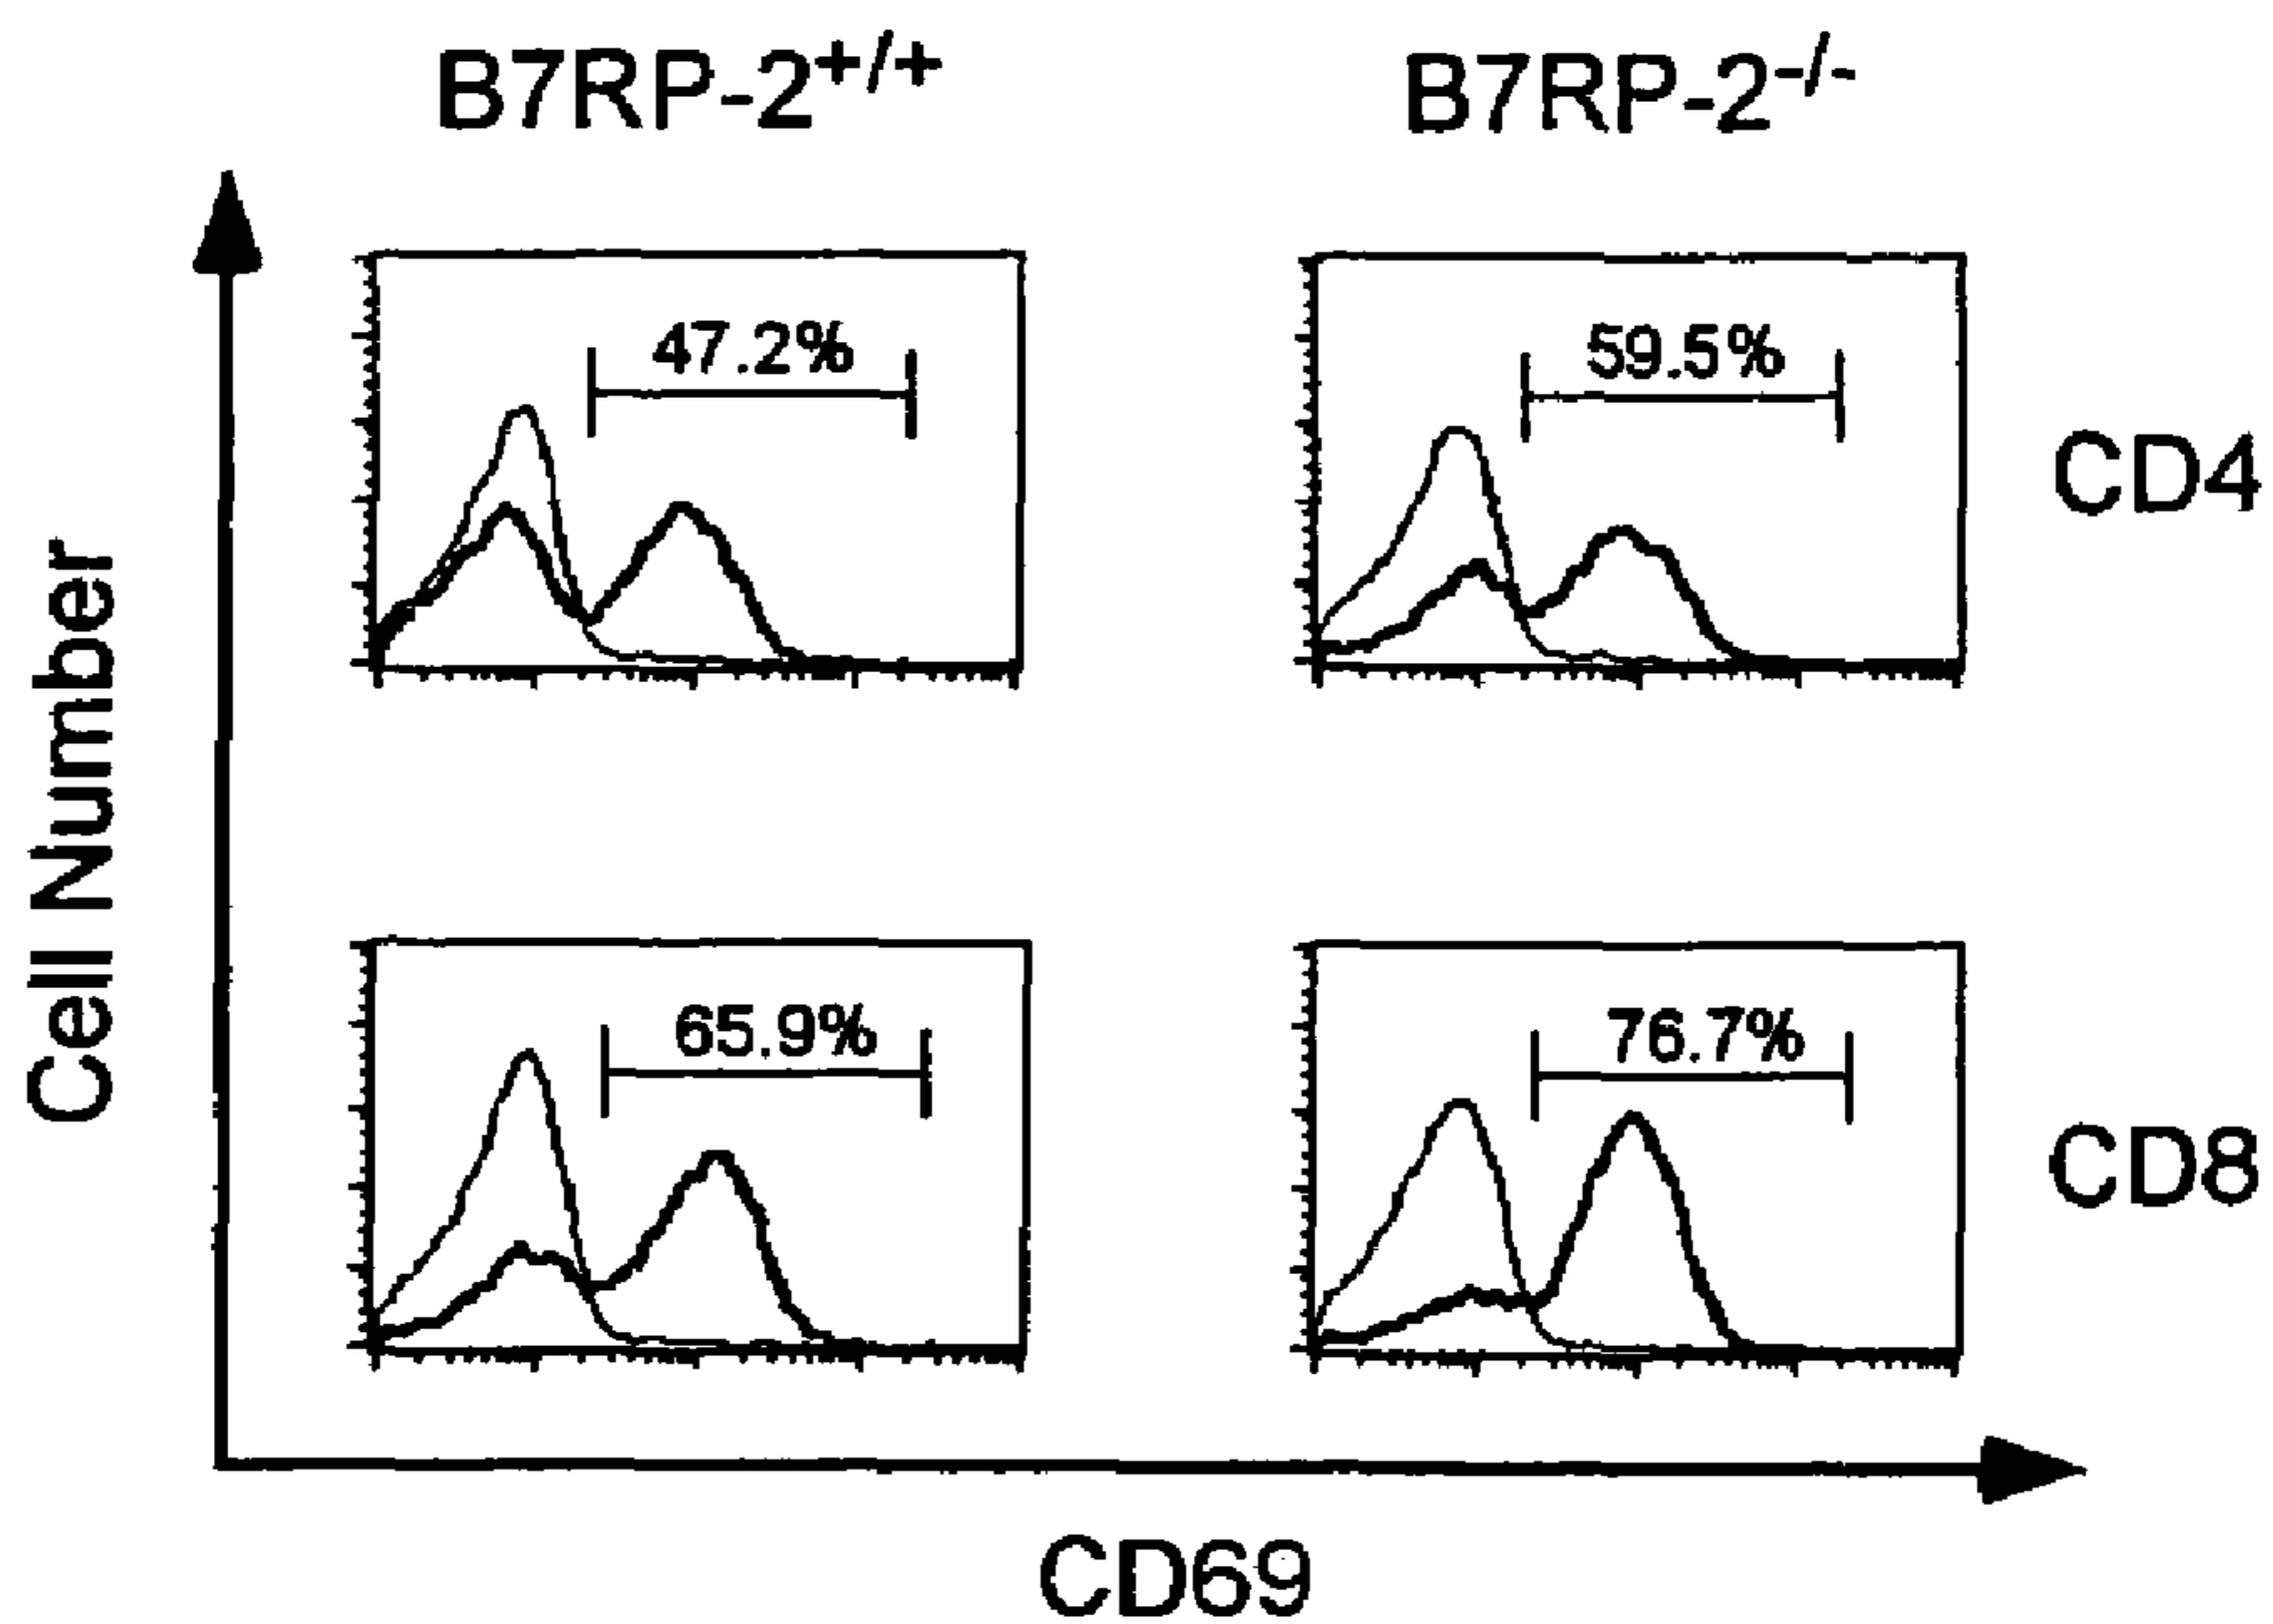 B7RP-2+/+ B7RP-2-/-
47.2% 59.5%
CD4
Cell Number
65.9% 76.7%
CD8
CD69